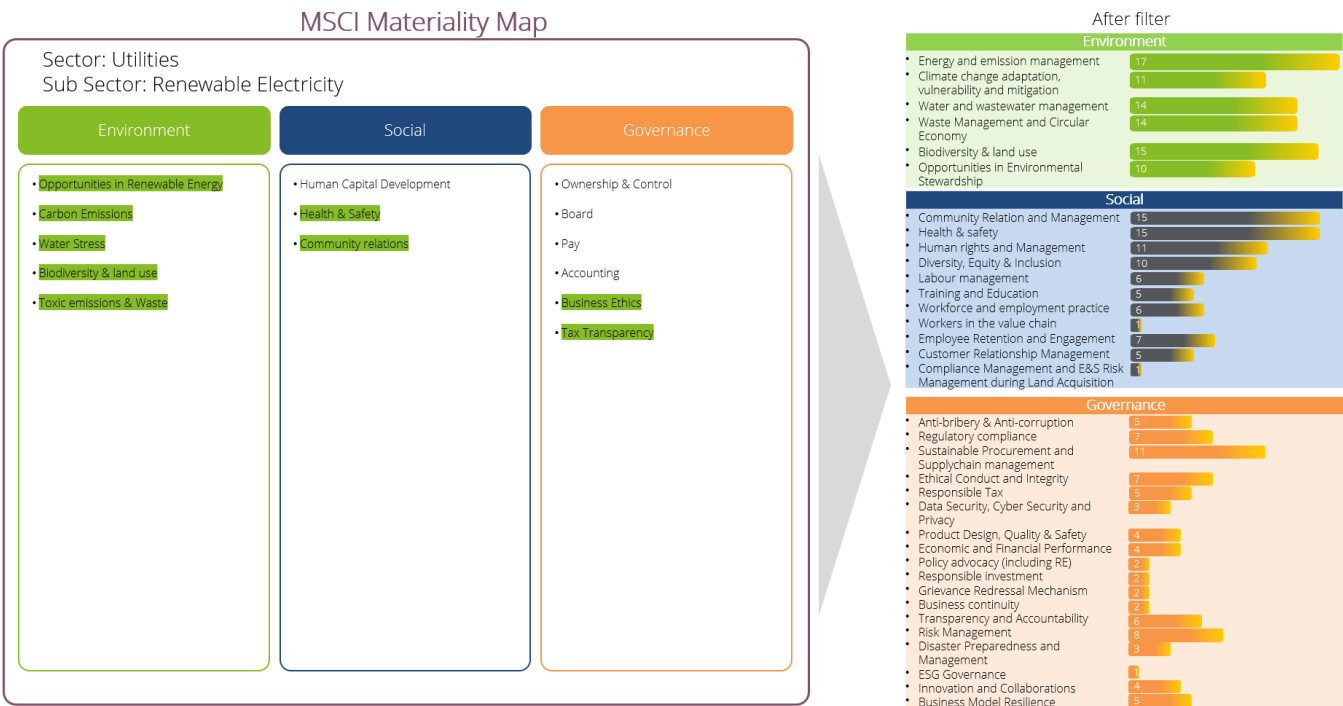 MSCI Materiality Map
Sector: Utilities
Sub Sector: Renewable Electricity
Environment
• Opportunities in Renewable Energy
• Carbon Emissions
• Water Stress
• Biodiversity & land use
• Toxic emissions & Waste
Social
• Human Capital Development
• Health & Safety
• Community relations
Governance
• Ownership & Control
• Board
• Pay
• Accounting
• Business Ethics
• Tax Transparency
After filter
Environment
• Energy and emission management 17
• Climate change adaptation,
vulnerability and mitigation 11
• Water and wastewater management 14
• Waste Management and Circular
Economy 14
• Biodiversity & land use 15
• Opportunities in Environmental
Stewardship 10
Social
• Community Relation and Management 15
• Health & safety 15
• Human rights and Management 11
• Diversity, Equity & Inclusion 10
• Labour management 6
• Training and Education 5
• Workforce and employment practice 6
• Workers in the value chain 1
• Employee Retention and Engagement 7
• Customer Relationship Management 5
• Compliance Management and E&S Risk
Management during Land Acquisition 1
Governance
• Anti-bribery & Anti-corruption 5
• Regulatory compliance 7
• Sustainable Procurement and
Supplychain management 11
• Ethical Conduct and Integrity 7
• Responsible Tax 5
• Data Security, Cyber Security and
Privacy 3
• Product Design, Quality & Safety 4
• Economic and Financial Performance 4
• Policy advocacy (including RE) 2
• Responsible investment 2
• Grievance Redressal Mechanism 2
• Business continuity 2
• Transparency and Accountability 6
• Risk Management 8
• Disaster Preparedness and
Management 3
• ESG Governance 1
• Innovation and Collaborations 4
• Business Model Resilience 5